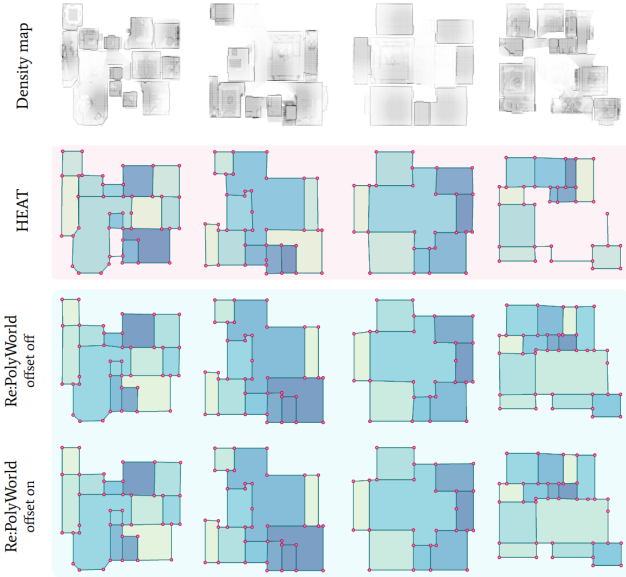 Density map
HEAT
Re:PolyWorld
offset off
Re:PolyWorld
offset on